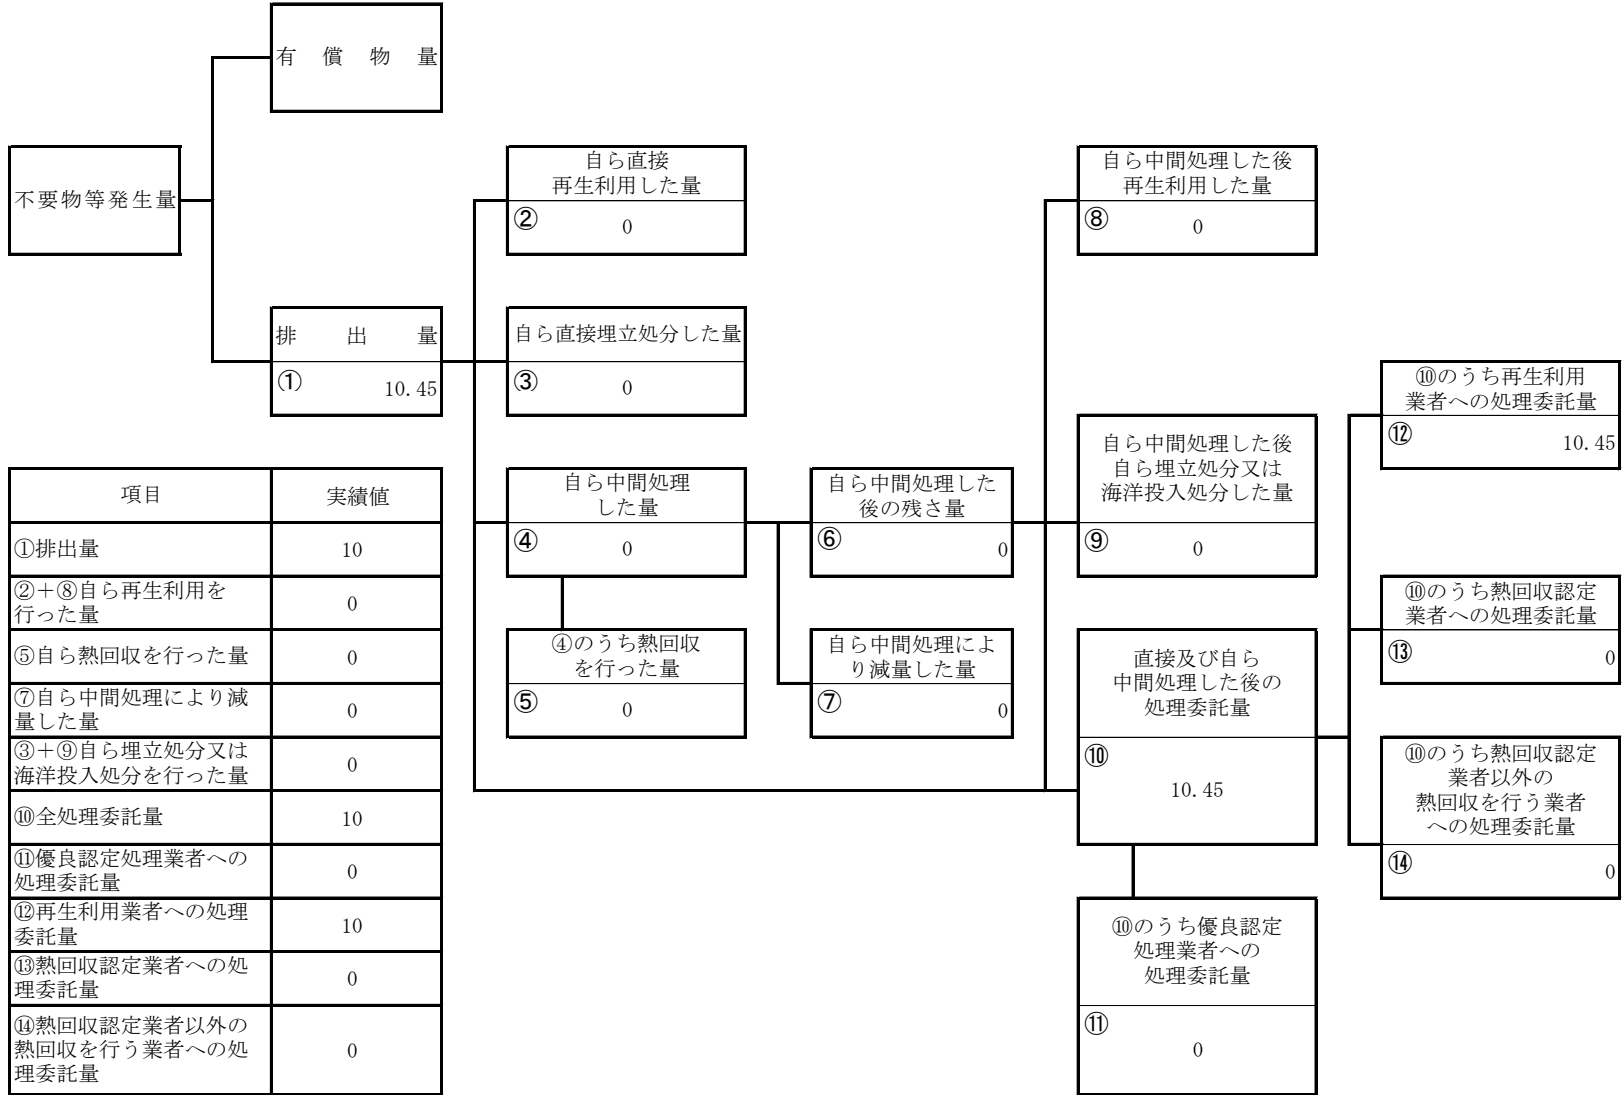 有償物量
不要物等発生量
排出量
① 10.45
自ら直接
再生利用した量
② 0
自ら直接埋立処分した量
③ 0
自ら中間処理
した量
④ 0
④のうち熱回収
を行った量
⑤ 0
自ら中間処理した
後の残さ量
⑥ 0
自ら中間処理によ
り減量した量
⑦ 0
自ら中間処理した後
再生利用した量
⑧ 0
自ら中間処理した後
自ら埋立処分又は
海洋投入処分した量
⑨ 0
直接及び自ら
中間処理した後の
処理委託量
⑩
10.45
⑩のうち優良認定
処理業者への
処理委託量
⑪
0
⑩のうち再生利用
業者への処理委託量
⑫ 10.45
⑩のうち熱回収認定
業者への処理委託量
⑬ 0
⑩のうち熱回収認定
業者以外の
熱回収を行う業者
への処理委託量
⑭ 0
項目 実績値
①排出量 10
②+⑧自ら再生利用を
行った量 0
⑤自ら熱回収を行った量 0
⑦自ら中間処理により減
量した量 0
③+⑨自ら埋立処分又は
海洋投入処分を行った量 0
⑩全処理委託量 10
⑪優良認定処理業者への
処理委託量 0
⑫再生利用業者への処理
委託量 10
⑬熱回収認定業者への処
理委託量 0
⑭熱回収認定業者以外の
熱回収を行う業者への処 0
理委託量